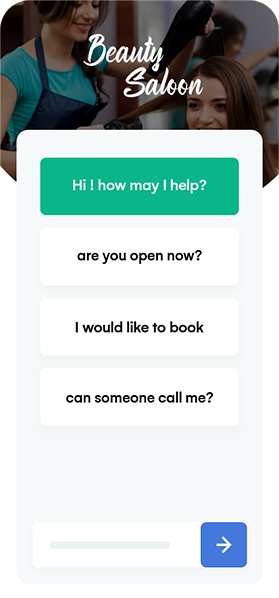 Beauty
Saloon
Hi ! how may I help?
are you open now?
I would like to book
can someone call me?